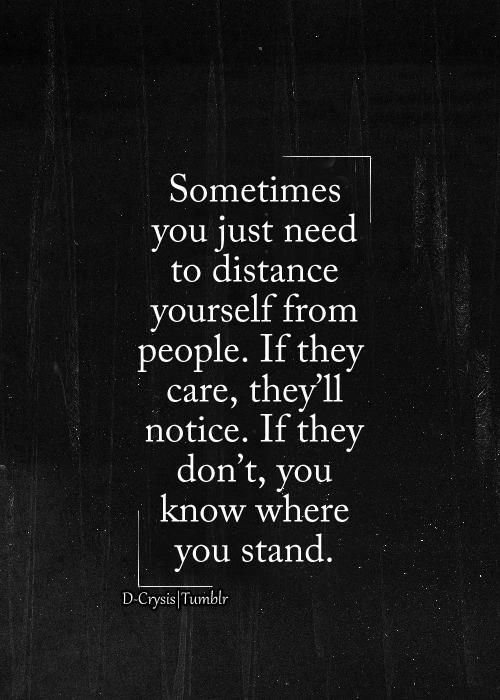 Sometimes
you just need
to distance
yourself from
people. If they
care, they’ll
notice. If they
don’t, you
know where
you stand.
D-Crysis|Tumblr